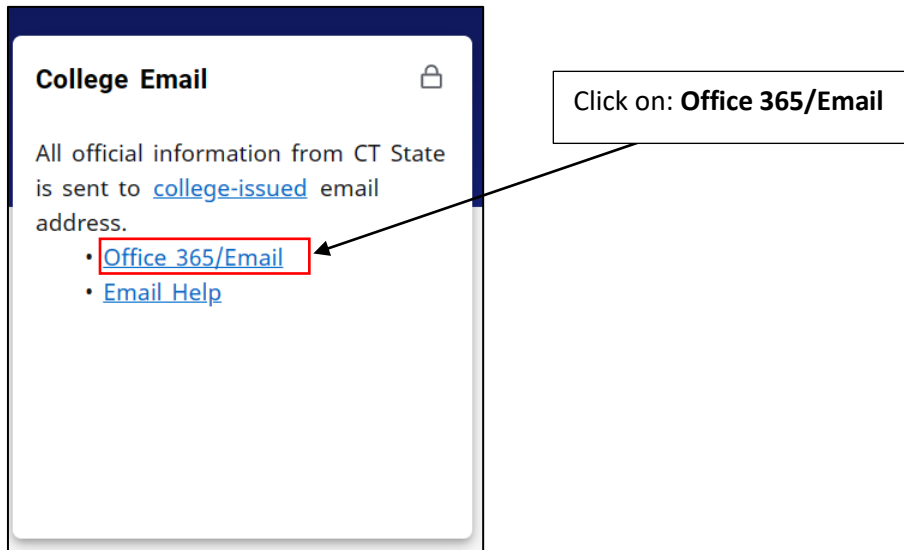 College Email
All official information from CT State
is sent to college-issued email
address.
• Office 365/Email
• Email Help
Click on: Office 365/Email